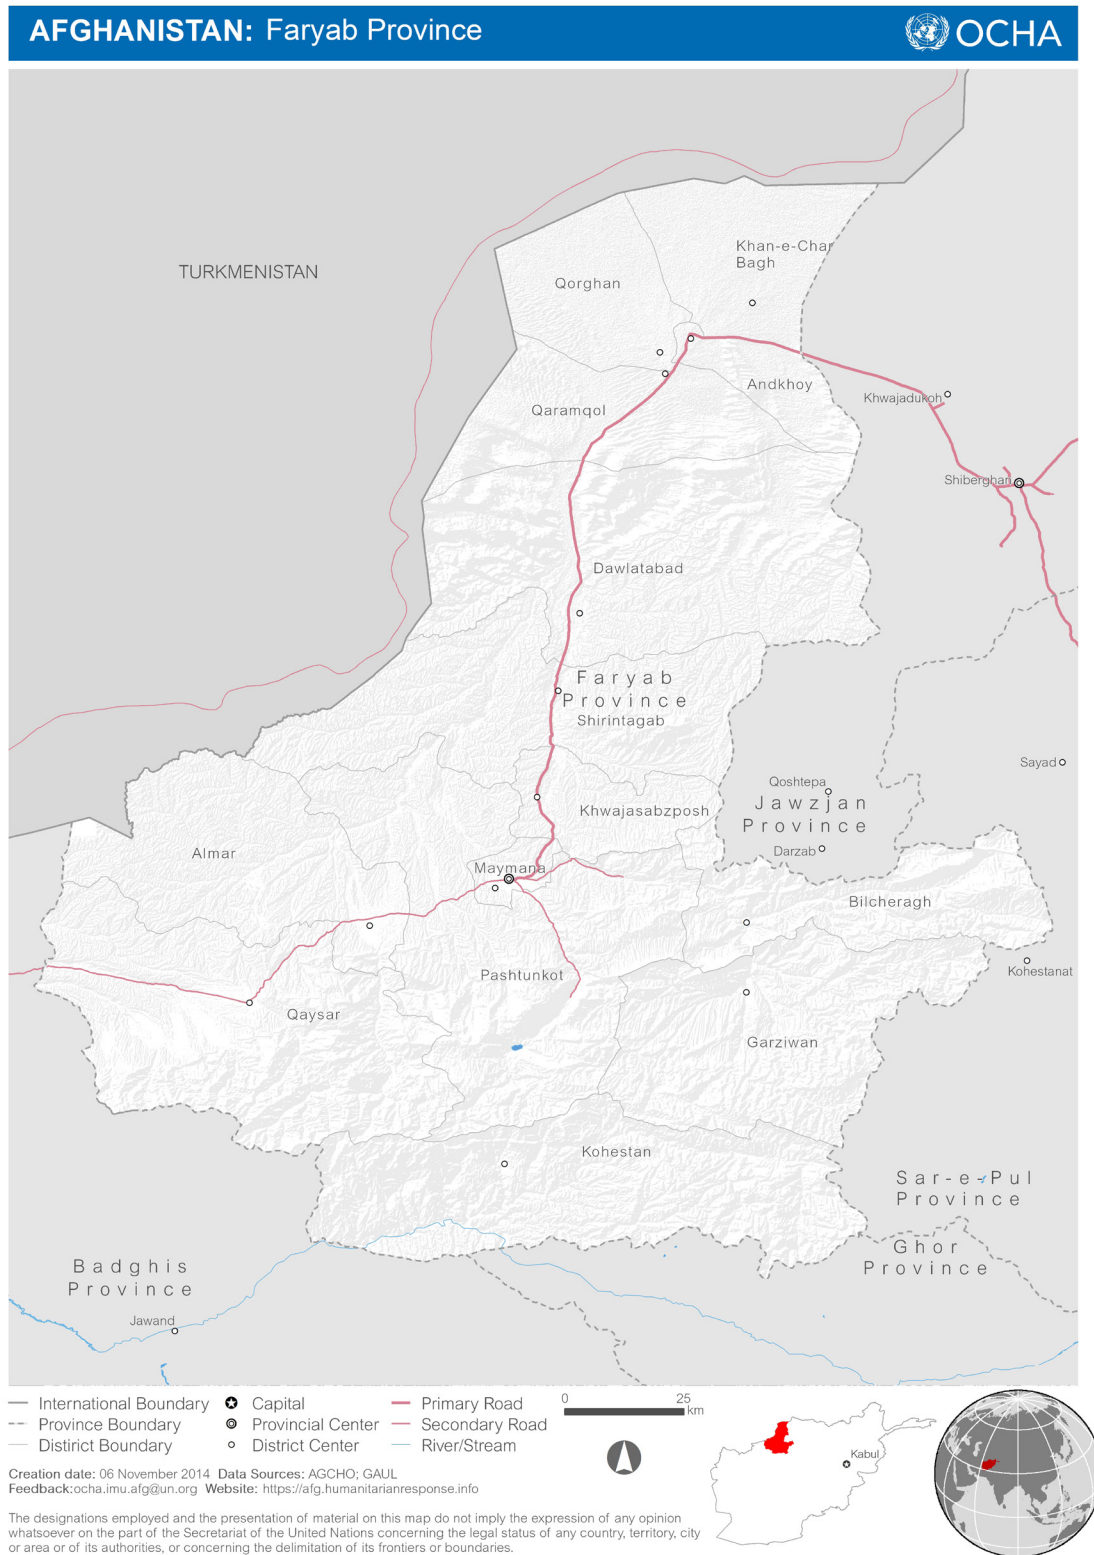 AFGHANISTAN: Faryab Province
OCHA
TURKMENISTAN
Khan-e-Char
Bagh
Qorghan
Andkhoy
Khwajadukoh
Qaramqol
Shiberghan
Dawlatabad
Faryab
Province
Shirintagab
Sayad
Qoshtepa
Jawzjan
Province
Khwajasabzposh
Darzab
Almar
Maymana
Bilcheragh
Kohestanat
Pashtunkot
Qaysar
Garziwan
Kohestan
Sar-e-Pul
Province
Ghor
Province
Badghis
Province
Jawand
International Boundary
Province Boundary
District Boundary
Capital
Provincial Center
District Center
Primary Road
Secondary Road
River/Stream
0 25
km
Kabul
Creation date: 06 November 2014 Data Sources: AGCHO; GAUL
Feedback:ocha.imu.afg@un.org Website: https://afg.humanitarianresponse.info
The designations employed and the presentation of material on this map do not imply the expression of any opinion
whatsoever on the part of the Secretariat of the United Nations concerning the legal status of any country, territory, city
or area or of its authorities, or concerning the delimitation of its frontiers or boundaries.